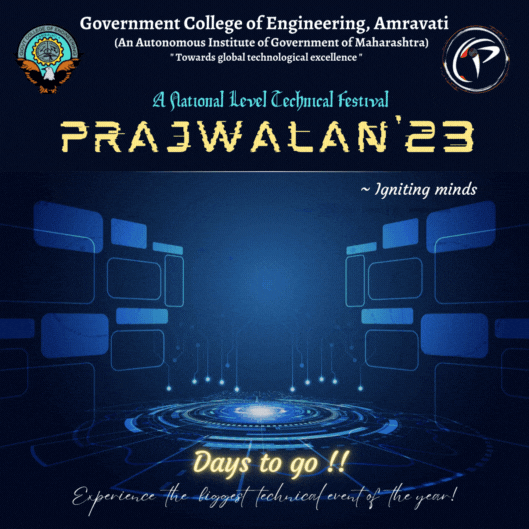 Government College of Engineering, Amravati
(An Autonomous Institute of Government of Maharashtra)
" Towards global technological excellence "
A National Level Technical Festival
PRAJWALAN'23
~ Igniting minds
Days to go !!
Experience the biggest technical event of the year!